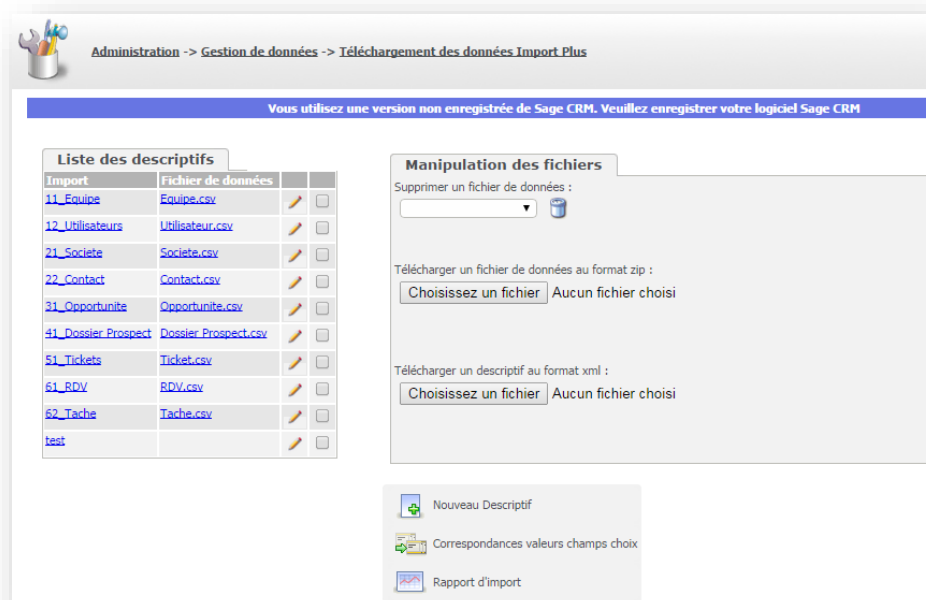 Administration -> Gestion de données -> Téléchargement des données Import Plus
Vous utilisez une version non enregistrée de Sage CRM. Veuillez enregistrer votre logiciel Sage CRM
Liste des descriptifs
Import Fichier de données
11_Equipe Equipe.csv
12_Utilisateurs Utilisateur.csv
21_Societe Societe.csv
22_Contact Contact.csv
31_Opportunite Opportunite.csv
41_Dossier Prospect Dossier Prospect.csv
51_Tickets Ticket.csv
61_RDV RDV.csv
62_Tache Tache.csv
test
Manipulation des fichiers
Supprimer un fichier de données :
Télécharger un fichier de données au format zip :
Choisissez un fichier Aucun fichier choisi
Télécharger un descriptif au format xml :
Choisissez un fichier Aucun fichier choisi
Nouveau Descriptif
Correspondances valeurs champs choix
Rapport d'import